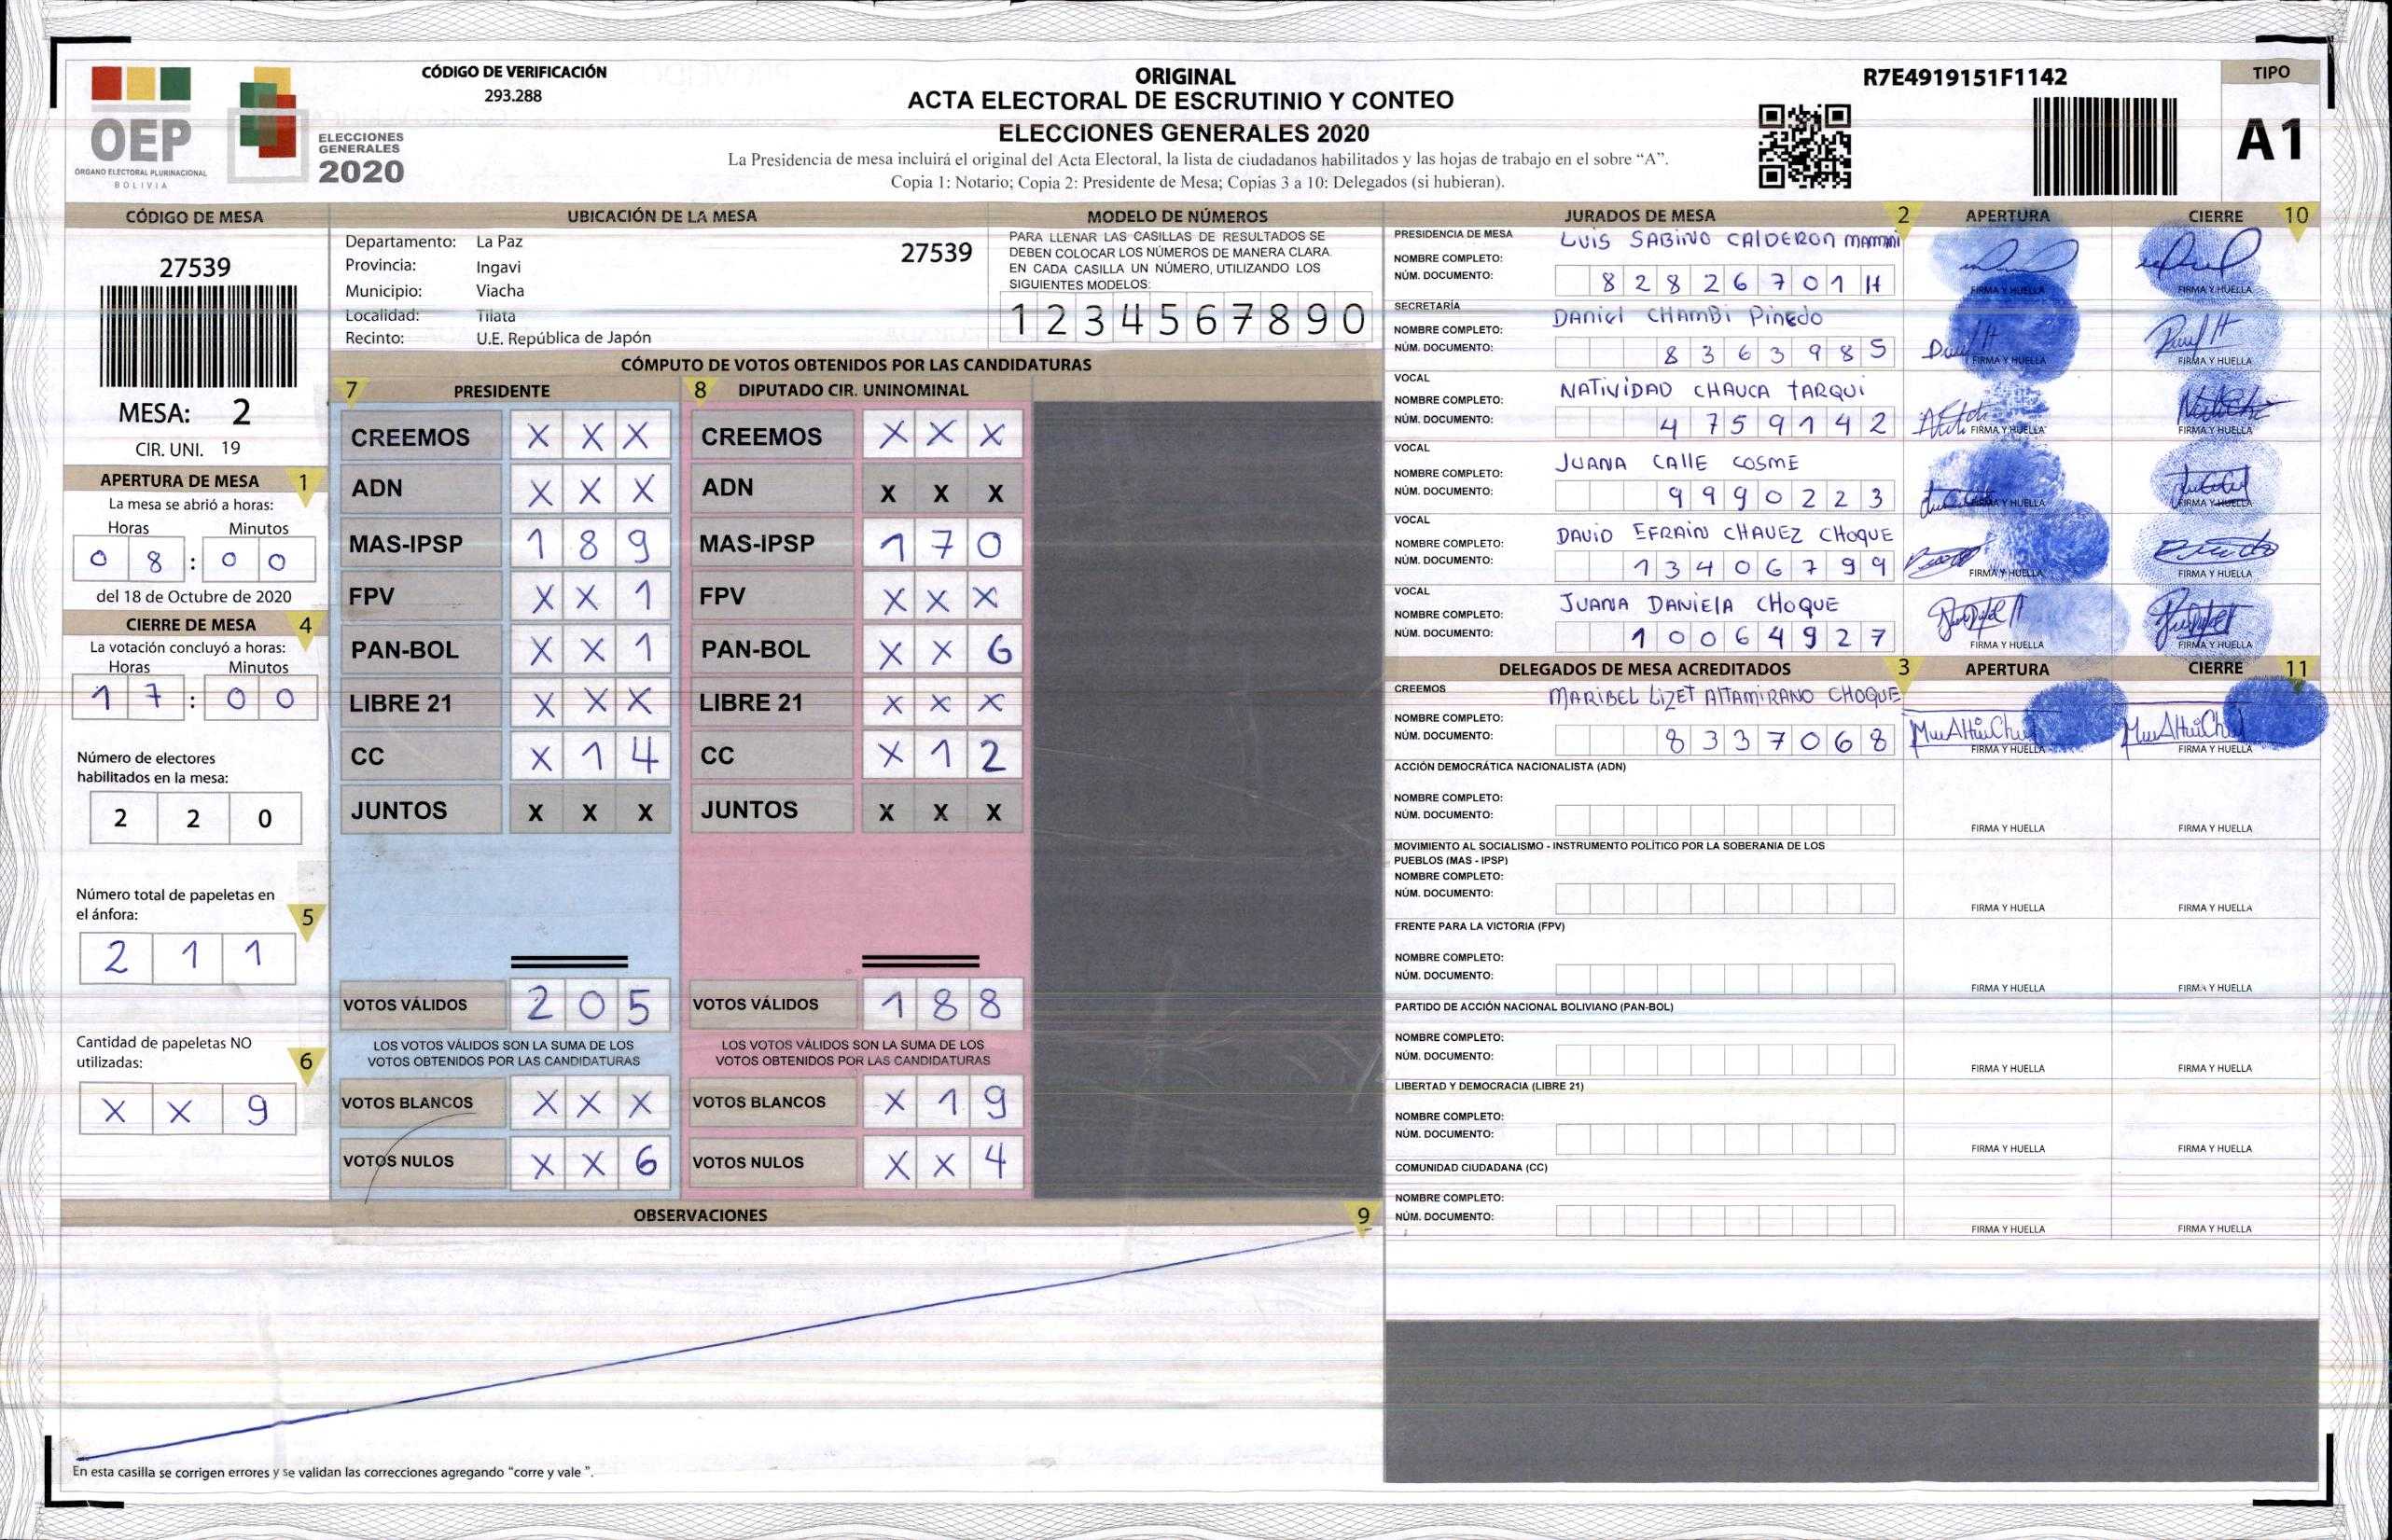 OEP
ÓRGANO ELECTORAL PLURINACIONAL
BOLIVIA
ELECCIONES
GENERALES
2020
CÓDIGO DE VERIFICACIÓN
293.288
ORIGINAL
ACTA ELECTORAL DE ESCRUTINIO Y CONTEO
ELECCIONES GENERALES 2020
La Presidencia de mesa incluirá el original del Acta Electoral, la lista de ciudadanos habilitados y las hojas de trabajo en el sobre “A”.
Copia 1: Notario; Copia 2: Presidente de Mesa; Copias 3 a 10: Delegados (si hubieran).
R7E4919151F1142
TIPO
A1
CÓDIGO DE MESA
27539
MESA: 2
CIR. UNI. 19
APERTURA DE MESA 1
La mesa se abrió a horas:
Horas Minutos
0 8 : 0 0
del 18 de Octubre de 2020
CIERRE DE MESA 4
La votación concluyó a horas:
Horas Minutos
1 7 : 0 0
Número de electores
habilitados en la mesa:
2 2 0
Número total de papeletas en
el ánfora: 5
2 1 1
Cantidad de papeletas NO
utilizadas: 6
X X 9
UBICACIÓN DE LA MESA
Departamento: La Paz 27539
Provincia: Ingavi
Municipio: Viacha
Localidad: Tilata
Recinto: U.E. República de Japón
MODELO DE NÚMEROS
PARA LLENAR LAS CASILLAS DE RESULTADOS SE
DEBEN COLOCAR LOS NÚMEROS DE MANERA CLARA.
EN CADA CASILLA UN NÚMERO, UTILIZANDO LOS
SIGUIENTES MODELOS:
1 2 3 4 5 6 7 8 9 0
CÓMPUTO DE VOTOS OBTENIDOS POR LAS CANDIDATURAS
7 PRESIDENTE
CREEMOS X X X
ADN X X X
MAS-IPSP 1 8 9
FPV X X 1
PAN-BOL X X 1
LIBRE 21 X X X
CC X 1 4
JUNTOS X X X
VOTOS VÁLIDOS 2 0 5
LOS VOTOS VÁLIDOS SON LA SUMA DE LOS
VOTOS OBTENIDOS POR LAS CANDIDATURAS
VOTOS BLANCOS X X X
VOTOS NULOS X X 6
8 DIPUTADO CIR. UNINOMINAL
CREEMOS X X X
ADN X X X
MAS-IPSP 1 7 0
FPV X X X
PAN-BOL X X 6
LIBRE 21 X X X
CC X 1 2
JUNTOS X X X
VOTOS VÁLIDOS 1 8 8
LOS VOTOS VÁLIDOS SON LA SUMA DE LOS
VOTOS OBTENIDOS POR LAS CANDIDATURAS
VOTOS BLANCOS X 1 9
VOTOS NULOS X X 4
OBSERVACIONES 9
En esta casilla se corrigen errores y se validan las correcciones agregando “corre y vale ”.
JURADOS DE MESA 2 APERTURA CIERRE 10
PRESIDENCIA DE MESA
NOMBRE COMPLETO: LUIS SABINO CALDERON MAMANI
NÚM. DOCUMENTO: 8 2 8 2 6 7 0 1 H
FIRMA Y HUELLA FIRMA Y HUELLA
SECRETARÍA
NOMBRE COMPLETO: DANIEL CHAMBI PINEDO
NÚM. DOCUMENTO: 8 3 6 3 9 8 5
FIRMA Y HUELLA FIRMA Y HUELLA
VOCAL
NOMBRE COMPLETO: NATIVIDAD CHAUCA TARQUI
NÚM. DOCUMENTO: 4 7 5 9 1 4 2
FIRMA Y HUELLA FIRMA Y HUELLA
VOCAL
NOMBRE COMPLETO: JUANA CALLE COSME
NÚM. DOCUMENTO: 9 9 9 0 2 2 3
FIRMA Y HUELLA FIRMA Y HUELLA
VOCAL
NOMBRE COMPLETO: DAVID EFRAIN CHAVEZ CHOQUE
NÚM. DOCUMENTO: 1 3 4 0 6 7 9 9
FIRMA Y HUELLA FIRMA Y HUELLA
VOCAL
NOMBRE COMPLETO: JUANA DANIELA CHOQUE
NÚM. DOCUMENTO: 1 0 0 6 4 9 2 7
FIRMA Y HUELLA FIRMA Y HUELLA
DELEGADOS DE MESA ACREDITADOS 3 APERTURA CIERRE 11
CREEMOS
NOMBRE COMPLETO: MARIBEL LIZET ALTAMIRANO CHOQUE
NÚM. DOCUMENTO: 8 3 3 7 0 6 8
FIRMA Y HUELLA FIRMA Y HUELLA
ACCIÓN DEMOCRÁTICA NACIONALISTA (ADN)
NOMBRE COMPLETO:
NÚM. DOCUMENTO:
FIRMA Y HUELLA FIRMA Y HUELLA
MOVIMIENTO AL SOCIALISMO - INSTRUMENTO POLÍTICO POR LA SOBERANIA DE LOS
PUEBLOS (MAS - IPSP)
NOMBRE COMPLETO:
NÚM. DOCUMENTO:
FIRMA Y HUELLA FIRMA Y HUELLA
FRENTE PARA LA VICTORIA (FPV)
NOMBRE COMPLETO:
NÚM. DOCUMENTO:
FIRMA Y HUELLA FIRMA Y HUELLA
PARTIDO DE ACCIÓN NACIONAL BOLIVIANO (PAN-BOL)
NOMBRE COMPLETO:
NÚM. DOCUMENTO:
FIRMA Y HUELLA FIRMA Y HUELLA
LIBERTAD Y DEMOCRACIA (LIBRE 21)
NOMBRE COMPLETO:
NÚM. DOCUMENTO:
FIRMA Y HUELLA FIRMA Y HUELLA
COMUNIDAD CIUDADANA (CC)
NOMBRE COMPLETO:
NÚM. DOCUMENTO:
FIRMA Y HUELLA FIRMA Y HUELLA